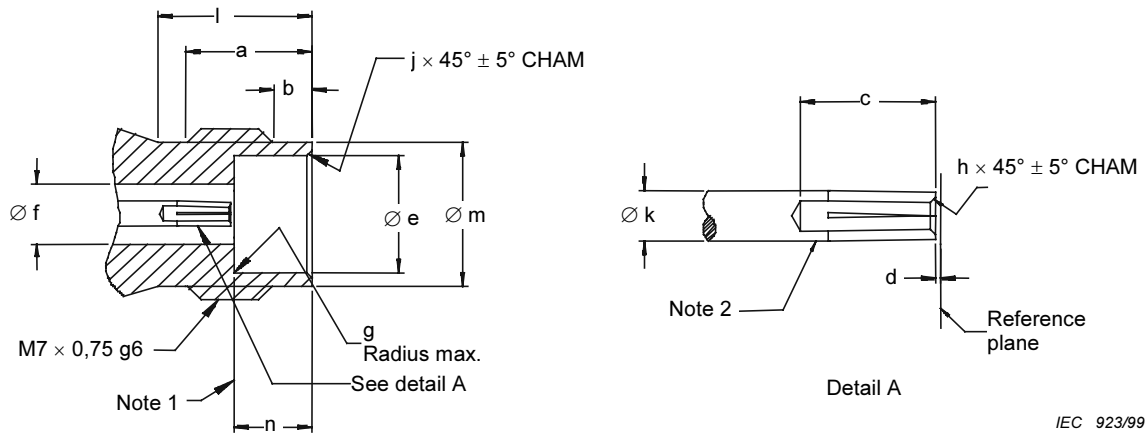 l
a
b
j × 45° ± 5° CHAM
∅ f
∅ e
∅ m
M7 × 0,75 g6
g
Radius max.
See detail A
Note 1
n
c
h × 45° ± 5° CHAM
∅ k
d
Note 2
Reference
plane
Detail A
IEC 923/99